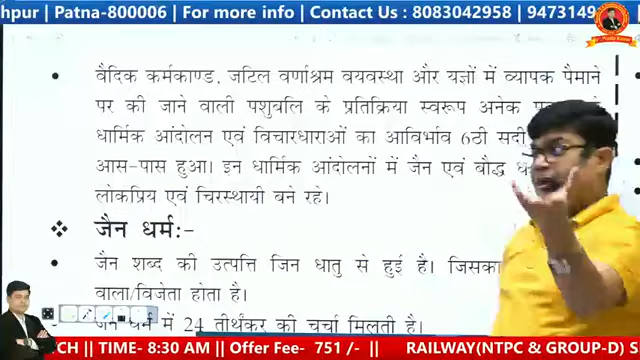 hpur | Patna-800006 | For more info | Contact Us : 8083042958 | 9473149
वैदिक कर्मकाण्ड, जटिल वर्णाश्रम वयवस्था और यज्ञों में व्यापक पैमाने
पर की जाने वाली पशुबलि के प्रतिक्रिया स्वरूप अनेक
धार्मिक आंदोलन एवं विचारधाराओं का आविर्भाव 6ठी सदी
आस-पास हुआ। इन धार्मिक आंदोलनों में जैन एवं बौद्ध
लोकप्रिय एवं चिरस्थायी बने रहे।
❖ जैन धर्म:-
जैन शब्द की उत्पत्ति जिन धातु से हुई है। जिसका
वाला/विजेता होता है।
जैन धर्म में 24 तीर्थंकर की चर्चा मिलती है।
CH || TIME- 8:30 AM || Offer Fee- 751 /- || RAILWAY(NTPC & GROUP-D) S